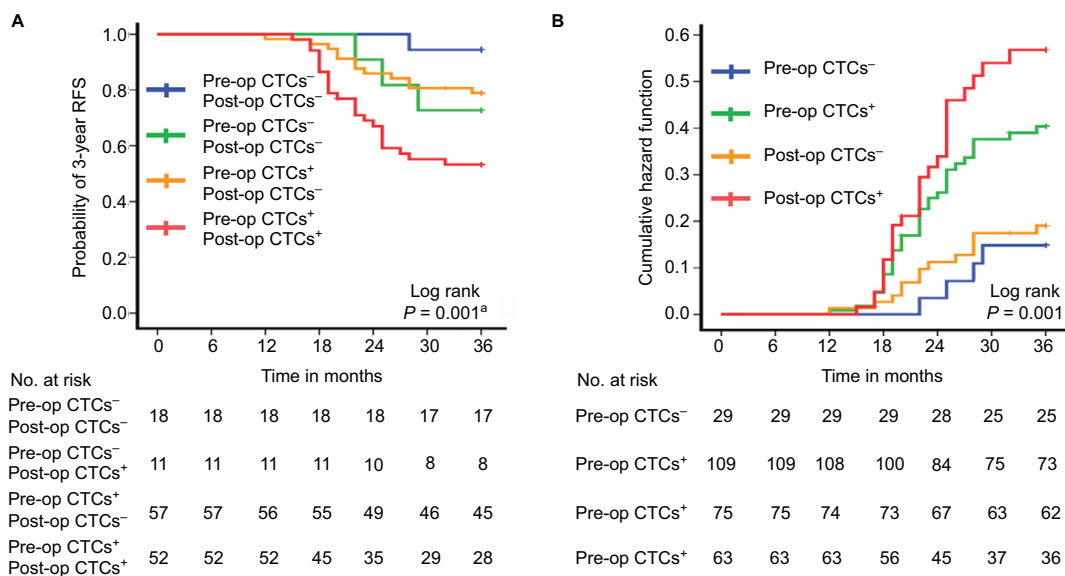 A
Probability of 3-year RFS
1.0
0.8
0.6
0.4
0.2
0.0
Pre-op CTCs⁻
Post-op CTCs⁻
Pre-op CTCs⁻
Post-op CTCs⁻
Pre-op CTCs⁺
Post-op CTCs⁻
Pre-op CTCs⁺
Post-op CTCs⁺
Log rank
P = 0.001ᵃ
0 6 12 18 24 30 36
Time in months
No. at risk
Pre-op CTCs⁻
Post-op CTCs⁻
18 18 18 18 18 17 17
Pre-op CTCs⁻
Post-op CTCs⁺
11 11 11 11 10 8 8
Pre-op CTCs⁺
Post-op CTCs⁻
57 57 56 55 49 46 45
Pre-op CTCs⁺
Post-op CTCs⁺
52 52 52 45 35 29 28
B
Cumulative hazard function
0.6
0.5
0.4
0.3
0.2
0.1
0.0
Pre-op CTCs⁻
Pre-op CTCs⁺
Post-op CTCs⁻
Post-op CTCs⁺
Log rank
P = 0.001
0 6 12 18 24 30 36
Time in months
No. at risk
Pre-op CTCs⁻ 29 29 29 29 28 25 25
Pre-op CTCs⁺ 109 109 108 100 84 75 73
Pre-op CTCs⁺ 75 75 74 73 67 63 62
Pre-op CTCs⁺ 63 63 63 56 45 37 36